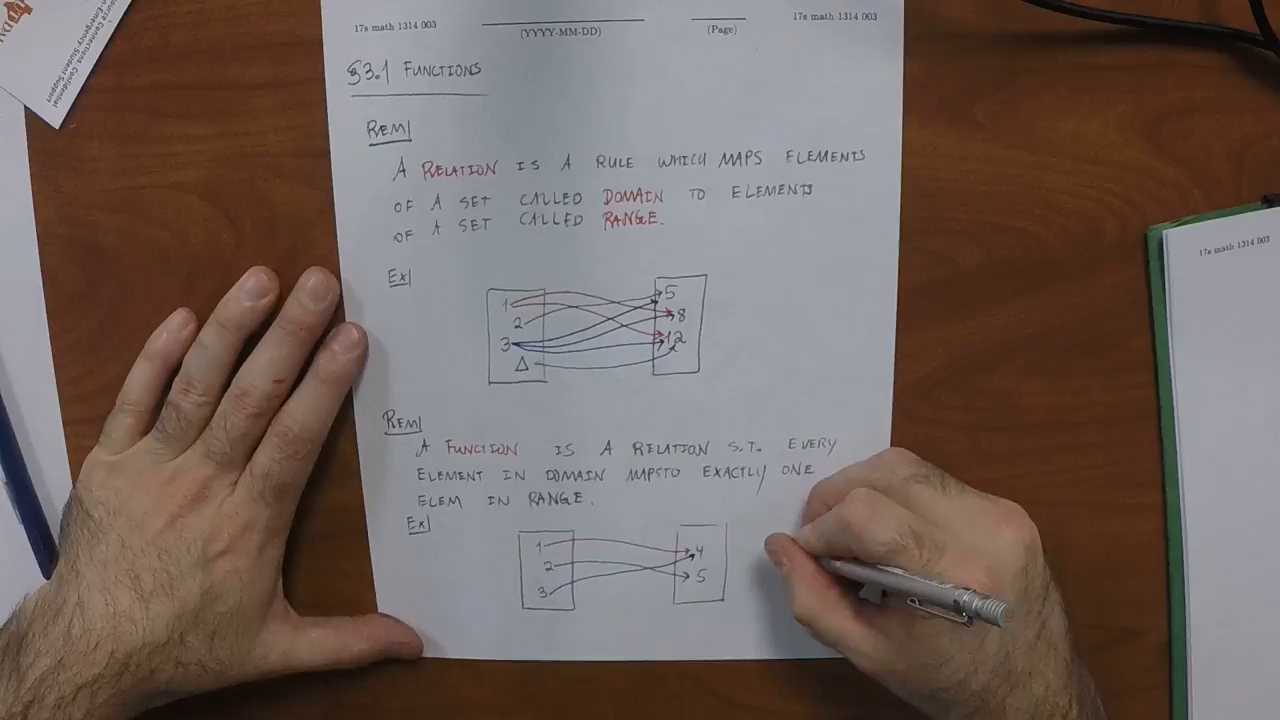 17s math 1314 003
(YYYY-MM-DD)
(Page)
17s math 1314 003
§3.1 FUNCTIONS
REM
A RELATION IS A RULE WHICH MAPS ELEMENTS
OF A SET CALLED DOMAIN TO ELEMENTS
OF A SET CALLED RANGE.
EX
1 5
2 8
3 12
Δ
REM
A FUNCTION IS A RELATION S.T. EVERY
ELEMENT IN DOMAIN MAPSTO EXACTLY ONE
ELEM IN RANGE.
EX
1 4
2 5
3
17s math 1314 003
Confidential
Student Support